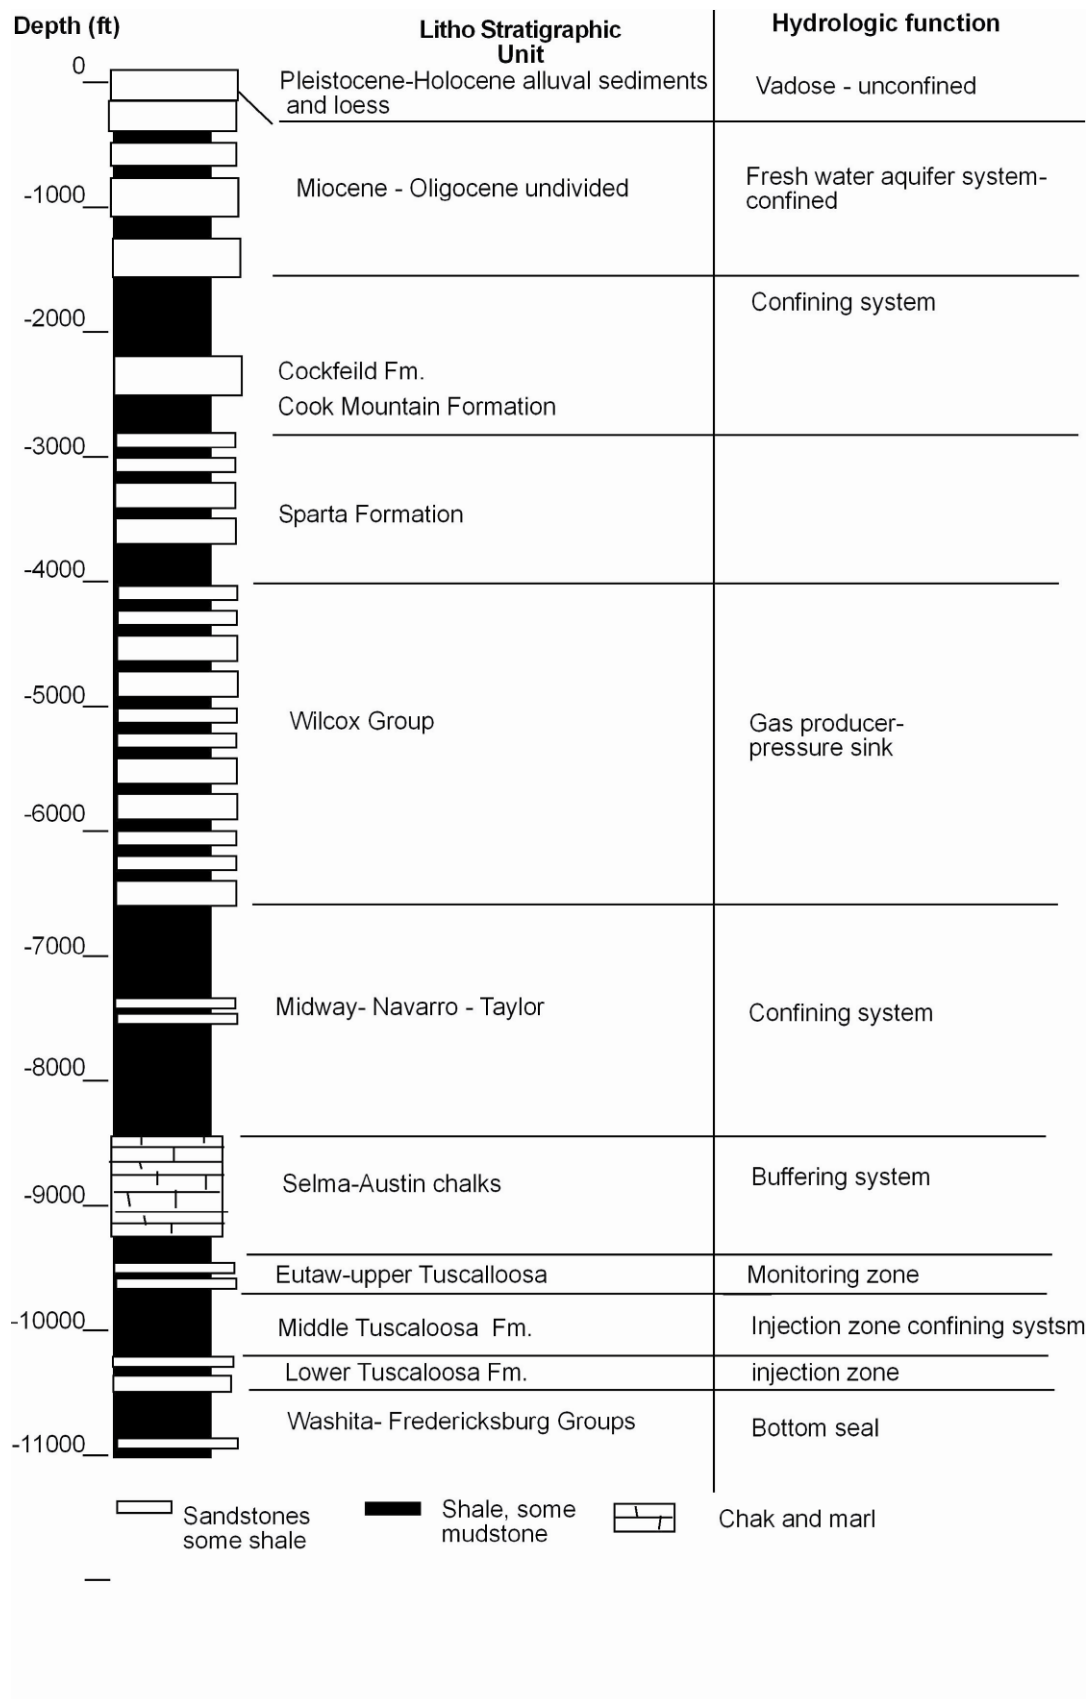 Depth (ft)
Litho Stratigraphic
Unit
Hydrologic function
0
Pleistocene-Holocene alluval sediments
and loess
Vadose - unconfined
-1000
Miocene - Oligocene undivided
Fresh water aquifer system-
confined
-2000
Confining system
Cockfeild Fm.
Cook Mountain Formation
-3000
Sparta Formation
-4000
-5000
Wilcox Group
Gas producer-
pressure sink
-6000
-7000
Midway- Navarro - Taylor
Confining system
-8000
-9000
Selma-Austin chalks
Buffering system
Eutaw-upper Tuscalloosa
Monitoring zone
-10000
Middle Tuscaloosa Fm.
Injection zone confining systsm
Lower Tuscaloosa Fm.
injection zone
Washita- Fredericksburg Groups
Bottom seal
-11000
Sandstones
some shale
Shale, some
mudstone
Chak and marl